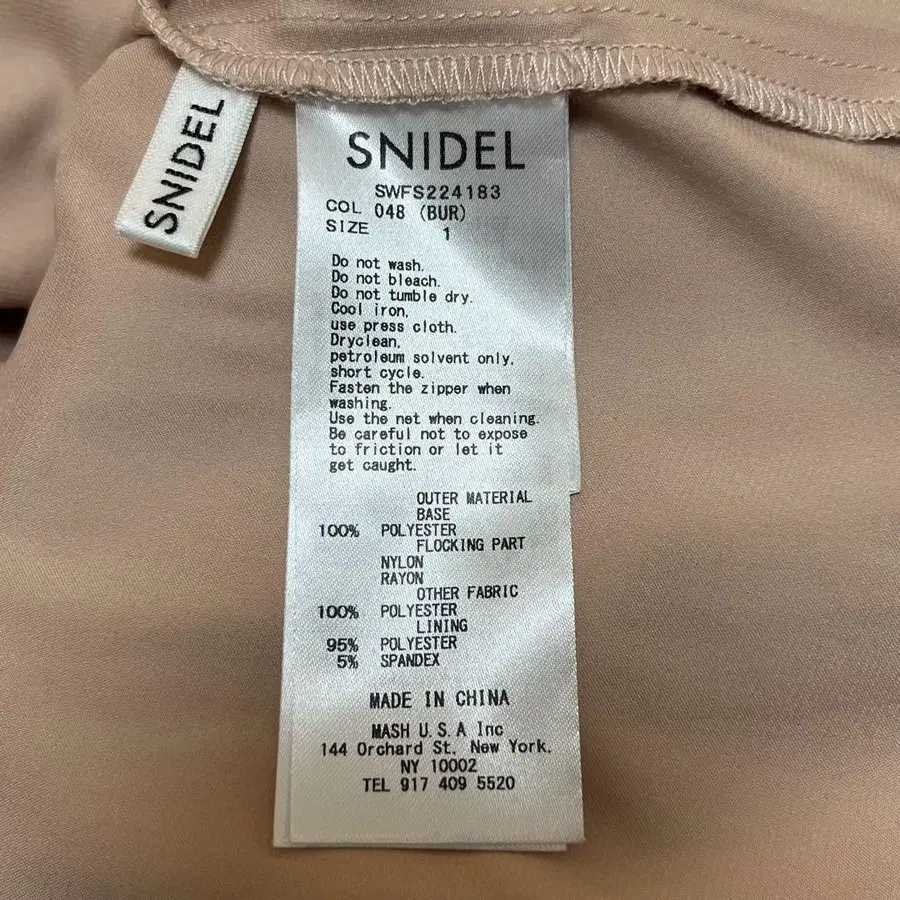 SNIDEL
SNIDEL
SWFS224183
COL 048 (BUR)
SIZE 1
Do not wash.
Do not bleach.
Do not tumble dry.
Cool iron,
use press cloth.
Dryclean,
petroleum solvent only,
short cycle.
Fasten the zipper when
washing.
Use the net when cleaning.
Be careful not to expose
to friction or let it
get caught.
OUTER MATERIAL
BASE
100% POLYESTER
FLOCKING PART
NYLON
RAYON
OTHER FABRIC
100% POLYESTER
LINING
95% POLYESTER
5% SPANDEX
MADE IN CHINA
MASH U.S.A Inc
144 Orchard St, New York,
NY 10002
TEL 917 409 5520